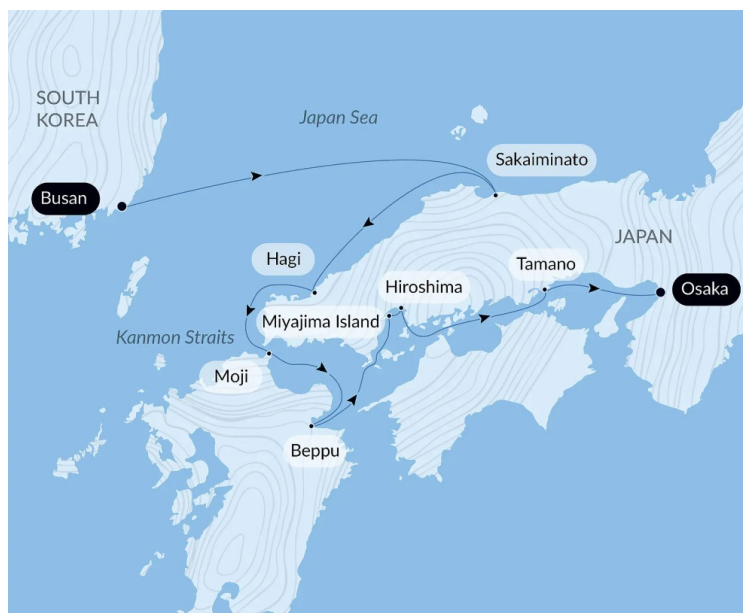 SOUTH
KOREA
Japan Sea
Sakaiminato
Busan
JAPAN
Hagi
Tamano
Hiroshima
Osaka
Miyajima Island
Kanmon Straits
Moji
Beppu